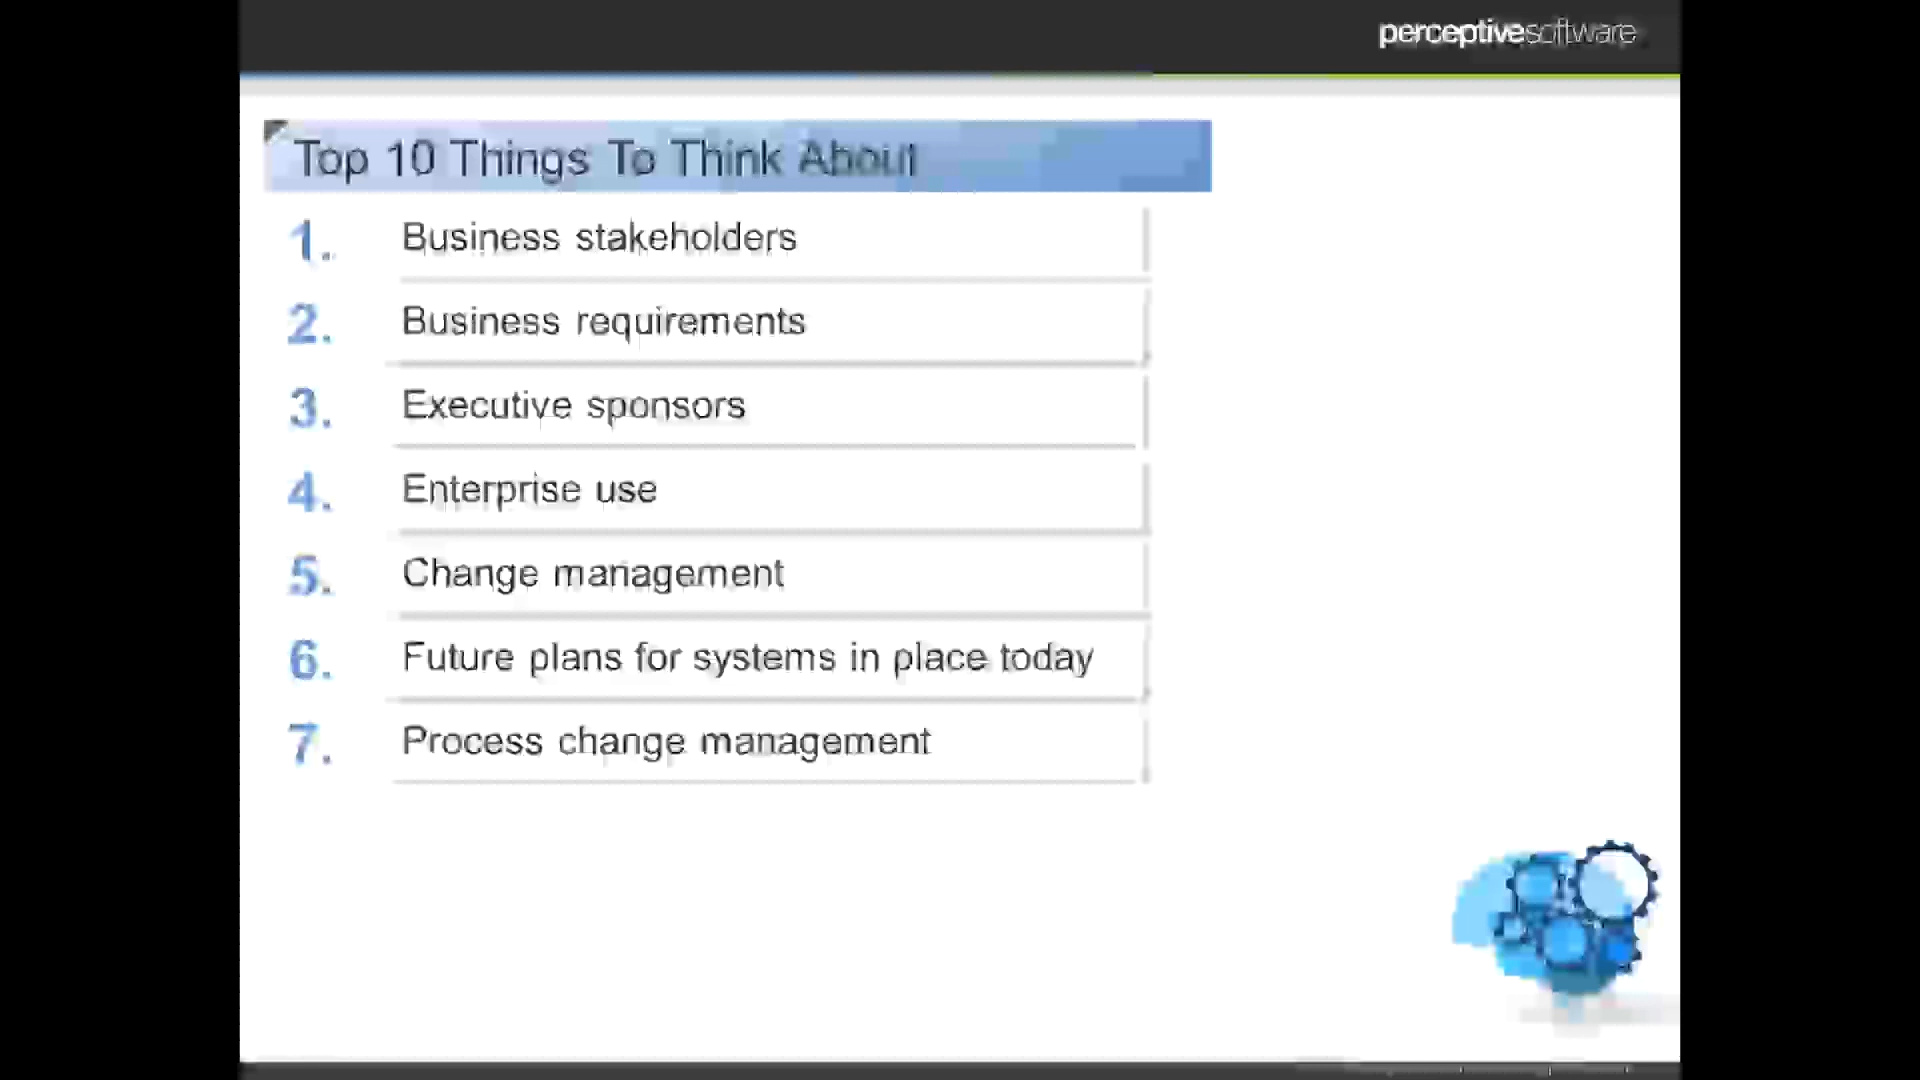 perceptivesoftware
Top 10 Things To Think About
1. Business stakeholders
2. Business requirements
3. Executive sponsors
4. Enterprise use
5. Change management
6. Future plans for systems in place today
7. Process change management